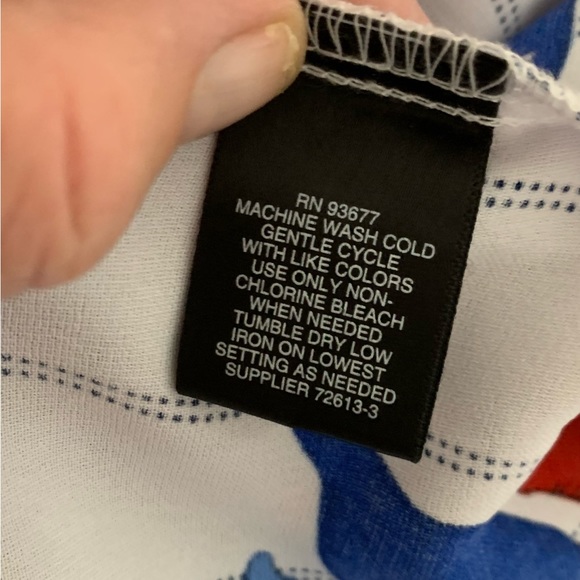 RN 93677
MACHINE WASH COLD
GENTLE CYCLE
WITH LIKE COLORS
USE ONLY NON-
CHLORINE BLEACH
WHEN NEEDED
TUMBLE DRY LOW
IRON ON LOWEST
SETTING AS NEEDED
SUPPLIER 72613-3